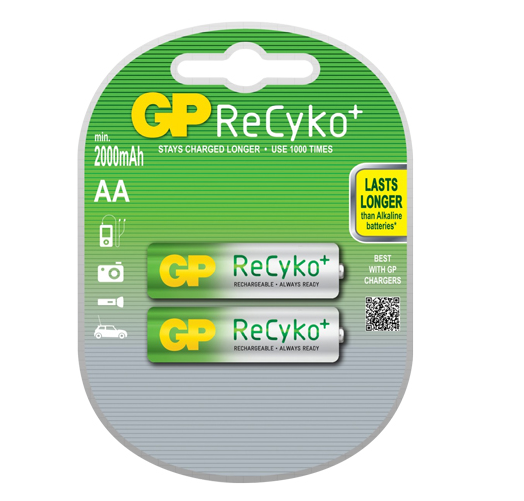 GP ReCyko+
min.
2000mAh
STAYS CHARGED LONGER • USE 1000 TIMES
AA
LASTS
LONGER
than Alkaline
batteries*
BEST
WITH GP
CHARGERS
GP ReCyko+
RECHARGEABLE • ALWAYS READY
GP ReCyko+
RECHARGEABLE • ALWAYS READY